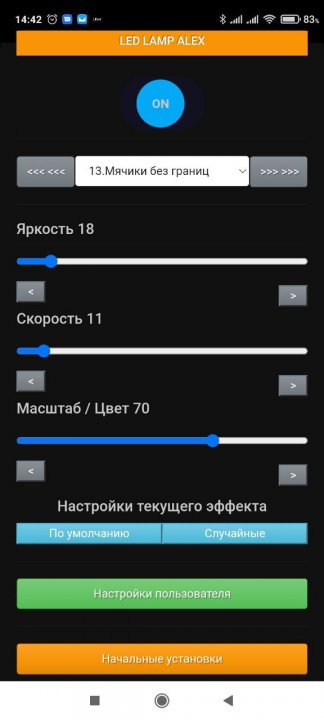 14:42
83%
LED LAMP ALEX
ON
<<< <<<
13.Мячики без границ
>>> >>>
Яркость 18
<
>
Скорость 11
<
>
Масштаб / Цвет 70
<
>
Настройки текущего эффекта
По умолчанию
Случайные
Настройки пользователя
Начальные установки